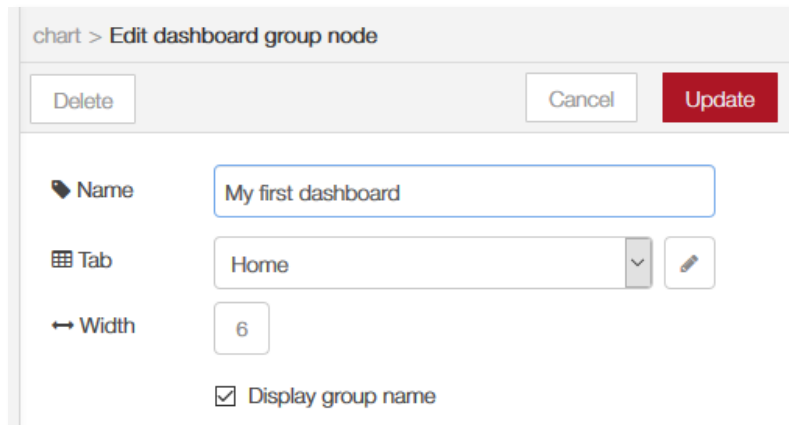 chart > Edit dashboard group node
Delete
Cancel
Update
Name
My first dashboard
Tab
Home
Width
6
Display group name